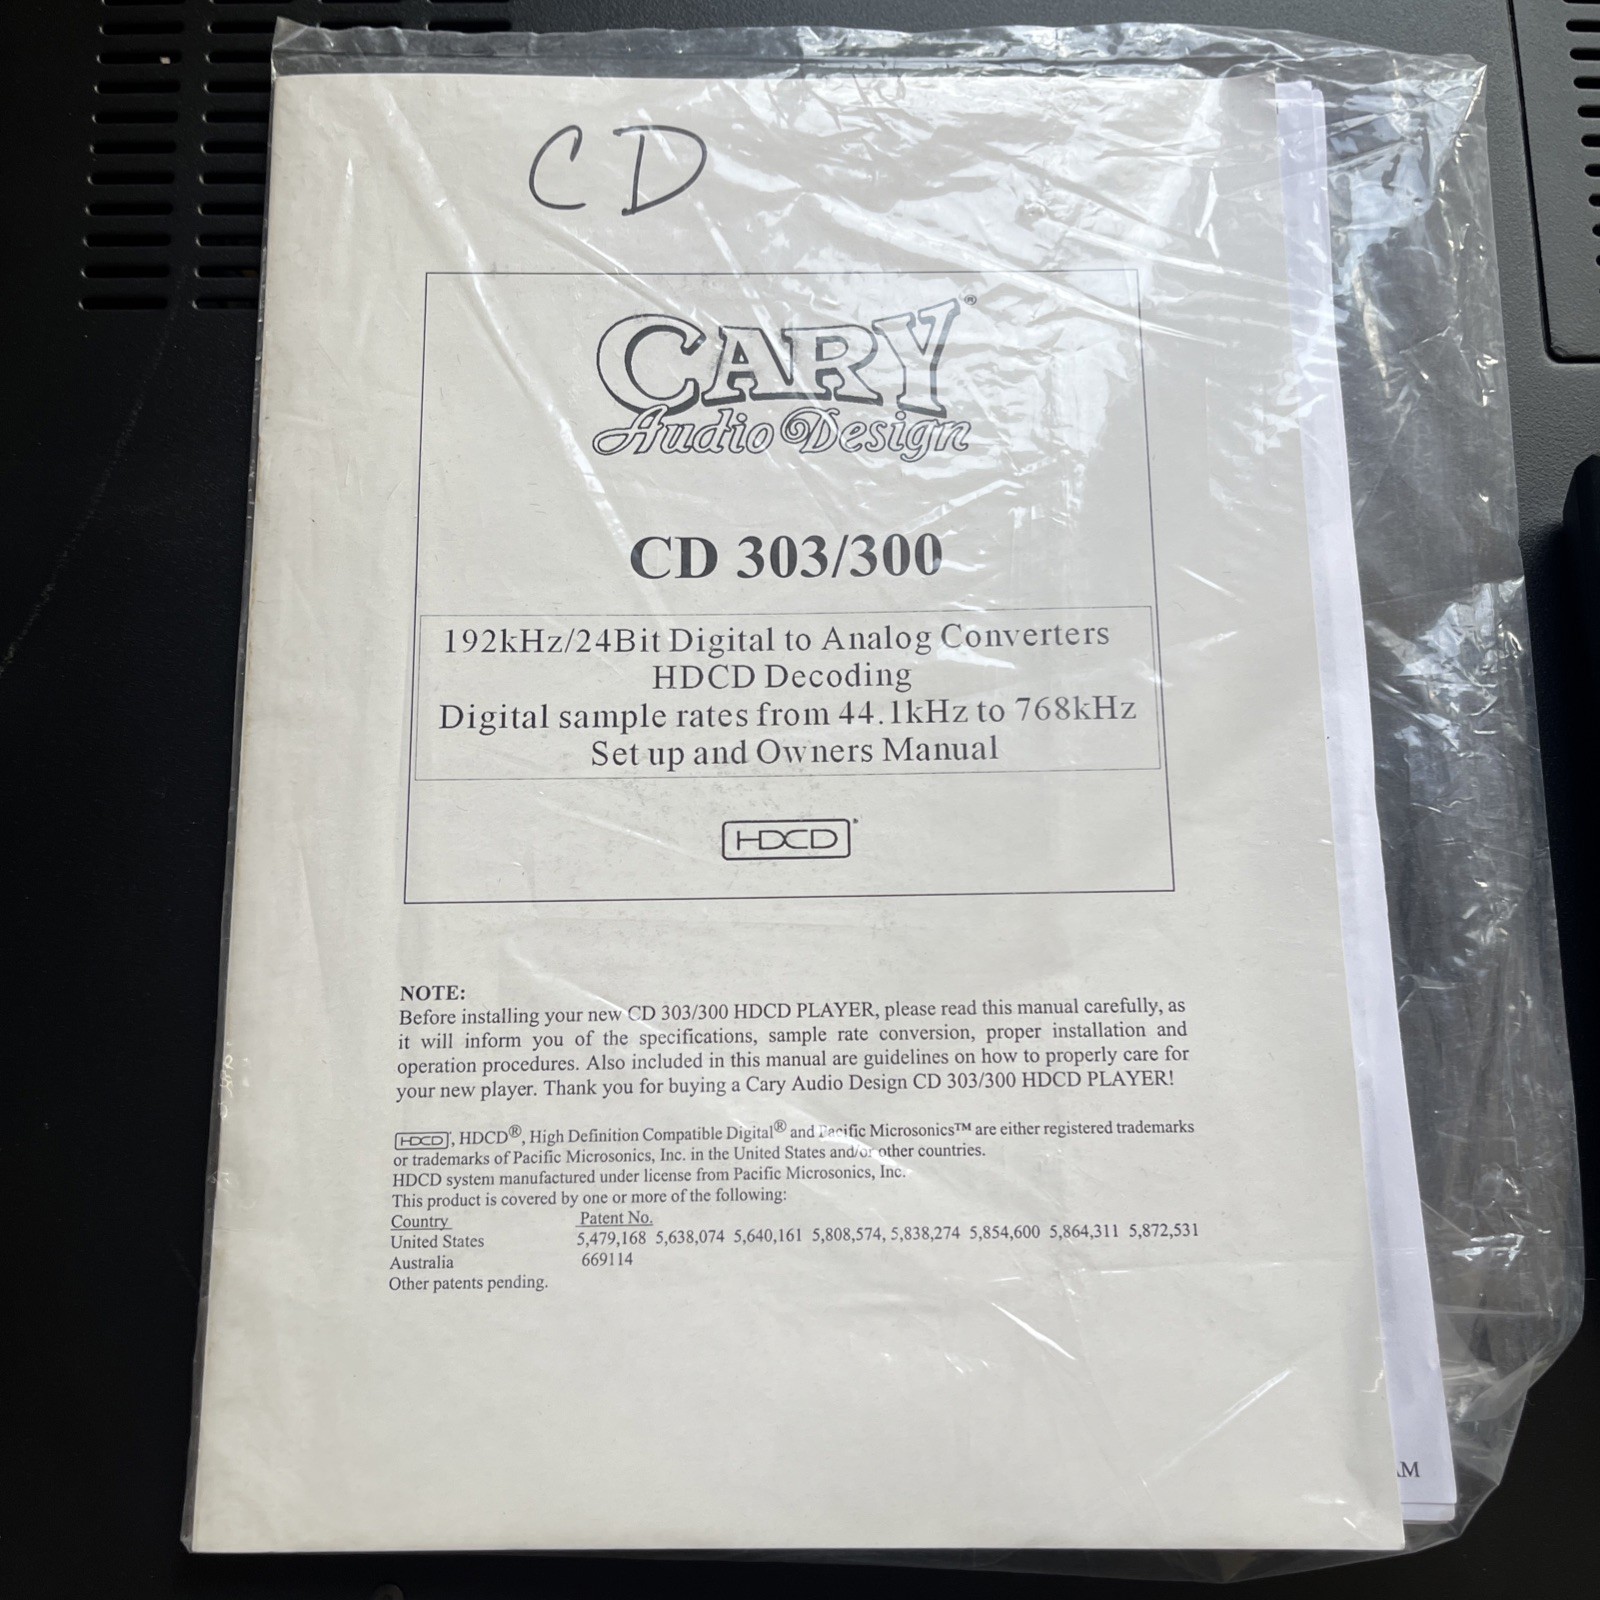 CD
CARY®
Audio Design
CD 303/300
192kHz/24Bit Digital to Analog Converters
HDCD Decoding
Digital sample rates from 44.1kHz to 768kHz
Set up and Owners Manual
HDCD®
NOTE:
Before installing your new CD 303/300 HDCD PLAYER, please read this manual carefully, as
it will inform you of the specifications, sample rate conversion, proper installation and
operation procedures. Also included in this manual are guidelines on how to properly care for
your new player. Thank you for buying a Cary Audio Design CD 303/300 HDCD PLAYER!
HDCD, HDCD®, High Definition Compatible Digital® and Pacific Microsonics™ are either registered trademarks
or trademarks of Pacific Microsonics, Inc. in the United States and/or other countries.
HDCD system manufactured under license from Pacific Microsonics, Inc.
This product is covered by one or more of the following:
Country Patent No.
United States 5,479,168 5,638,074 5,640,161 5,808,574, 5,838,274 5,854,600 5,864,311 5,872,531
Australia 669114
Other patents pending.